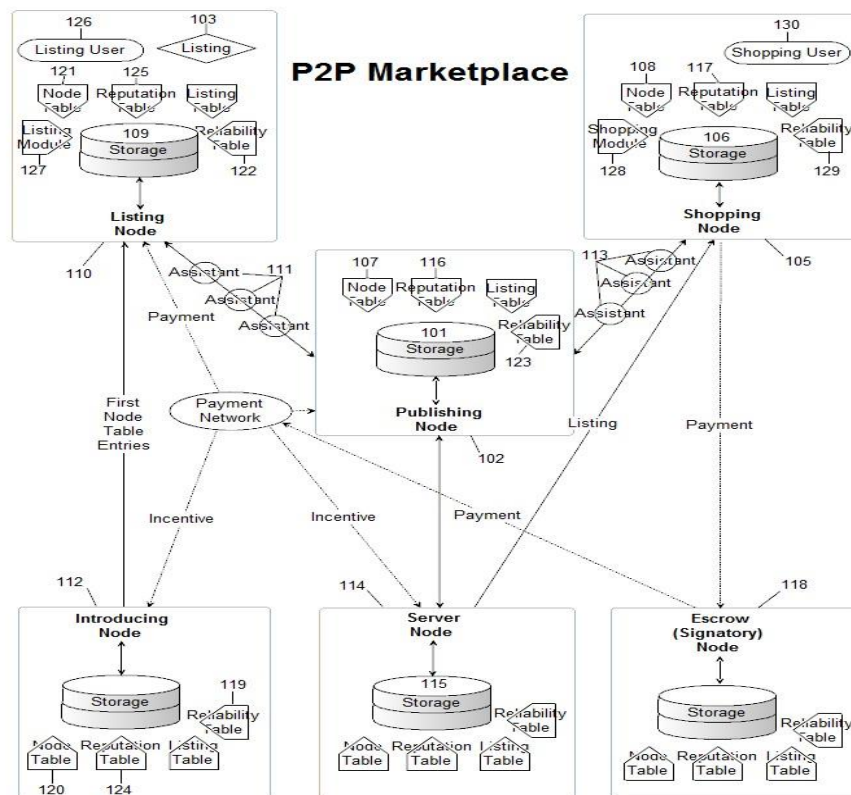 126
103
130
Listing User
Listing
Shopping User
P2P Marketplace
121
125
108
117
Node
Table
Reputation
Table
Listing
Table
Node
Table
Reputation
Table
Listing
Table
Listing
Module
109
Storage
Reliability
Table
Shopping
Module
106
Storage
Reliability
Table
127
122
128
129
Listing
Node
Shopping
Node
110
105
Assistant
111
Assistant
Assistant
107
116
113
Assistant
Assistant
Assistant
Node
Table
Reputation
Table
Listing
Table
Payment
101
Storage
Reliability
Table
123
First
Node
Table
Entries
Payment
Network
Publishing
Node
102
Listing
Payment
Incentive
Incentive
Payment
112
114
118
Introducing
Node
Server
Node
Escrow
(Signatory)
Node
119
Storage
Reliability
Table
115
Storage
Reliability
Table
Storage
Reliability
Table
Node
Table
Reputation
Table
Listing
Table
Node
Table
Reputation
Table
Listing
Table
Node
Table
Reputation
Table
Listing
Table
120
124